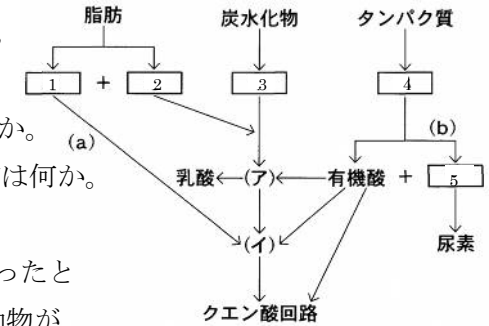 脂肪 炭水化物 タンパク質
1 + 2 3 4
か。 (a) (b)
は何か。 乳酸 (ア) 有機酸 + 5
(イ) 尿素
ったと
クエン酸回路